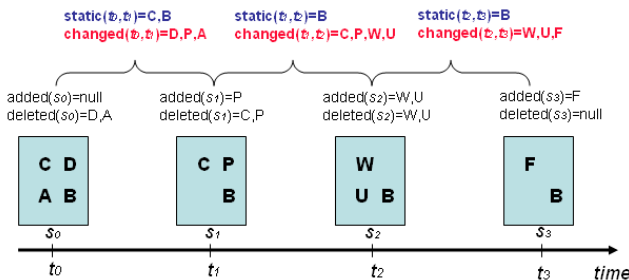 static(t₀,t₁)=C,B static(t₁,t₂)=B static(t₂,t₃)=B
changed(t₀,t₁)=D,P,A changed(t₁,t₂)=C,P,W,U changed(t₂,t₃)=W,U,F
added(s₀)=null added(s₁)=P added(s₂)=W,U added(s₃)=F
deleted(s₀)=D,A deleted(s₁)=C,P deleted(s₂)=W,U deleted(s₃)=null
C D C P W F
A B B U B B
s₀ s₁ s₂ s₃
t₀ t₁ t₂ t₃ time